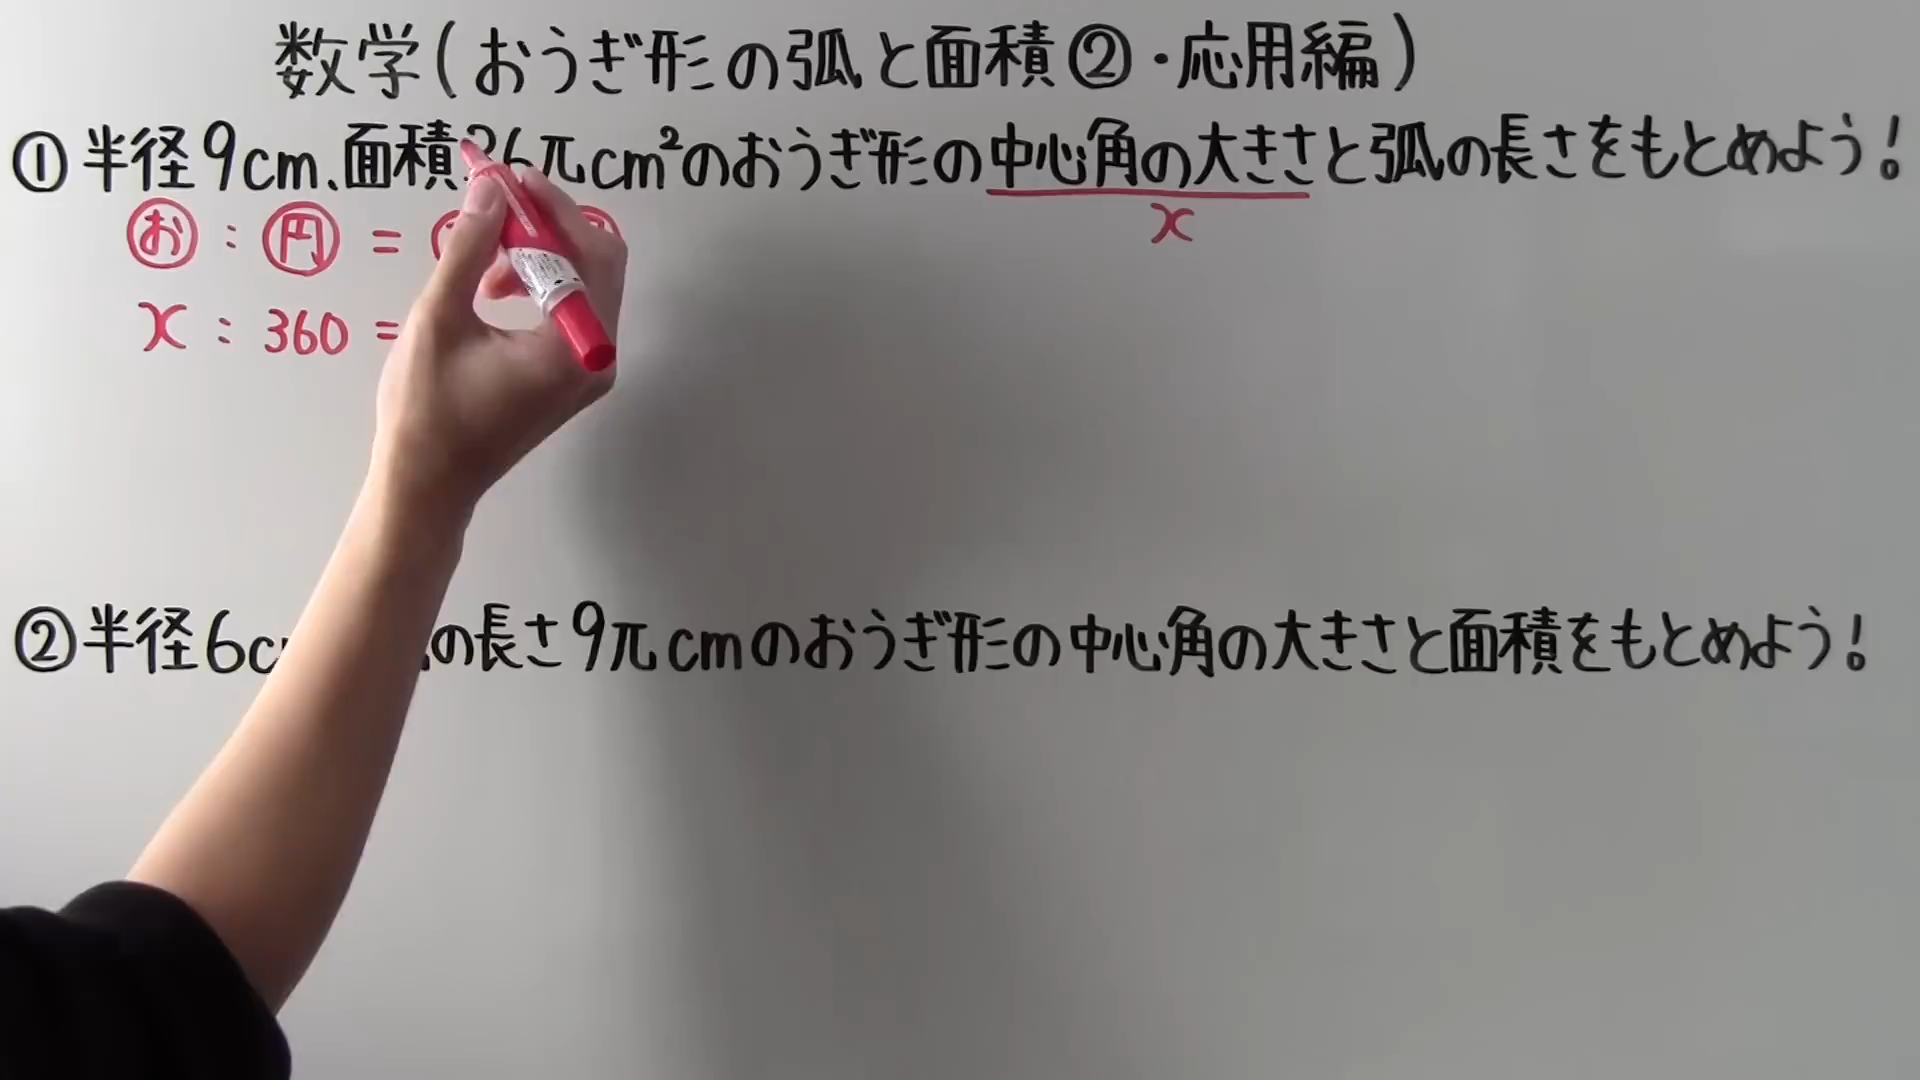 数学(おうぎ形の弧と面積②・応用編)
①半径9cm、面積36πcm²のおうぎ形の中心角の大きさと弧の長さをもとめよう!
お : 円 =
x
x : 360 =
②半径6cの長さ9πcmのおうぎ形の中心角の大きさと面積をもとめよう!